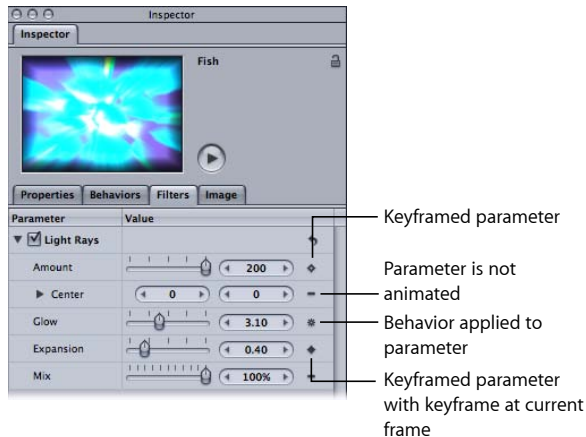 Inspector
Inspector
Fish
Properties Behaviors Filters Image
Parameter Value
Light Rays
Amount 200
Center 0 0
Glow 3.10
Expansion 0.40
Mix 100%
Keyframed parameter
Parameter is not
animated
Behavior applied to
parameter
Keyframed parameter
with keyframe at current
frame